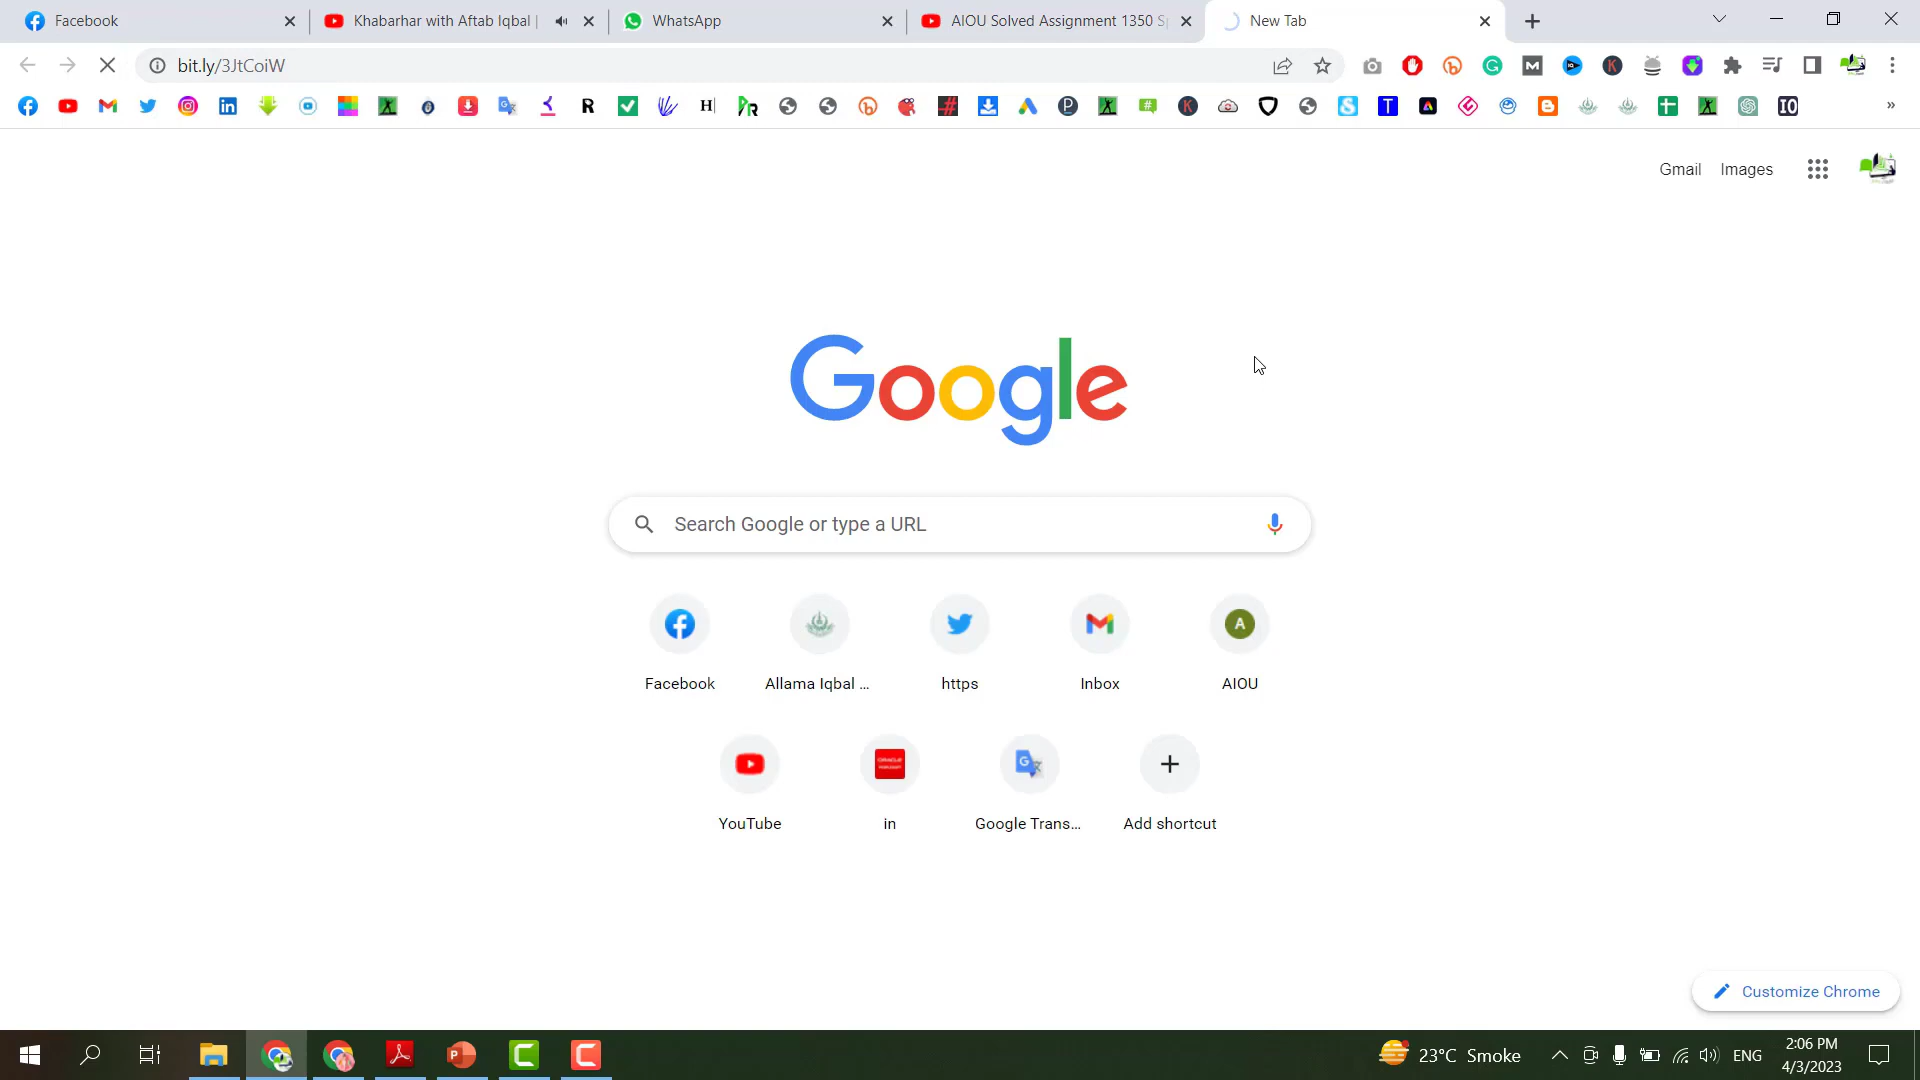 Facebook
Khabarhar with Aftab Iqbal |
WhatsApp
AIOU Solved Assignment 1350 S
New Tab
bit.ly/3JtCoiW
Gmail
Images
Google
Search Google or type a URL
Facebook
Allama Iqbal ...
https
Inbox
A
AIOU
YouTube
in
Google Trans...
Add shortcut
Customize Chrome
23°C Smoke
ENG
2:06 PM
4/3/2023